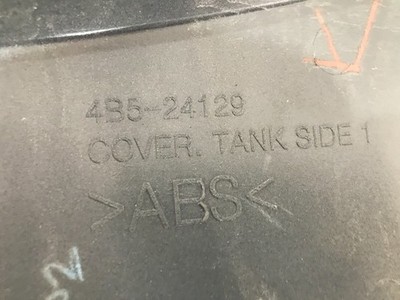 4B5-24129
COVER. TANK SIDE 1
>ABS<